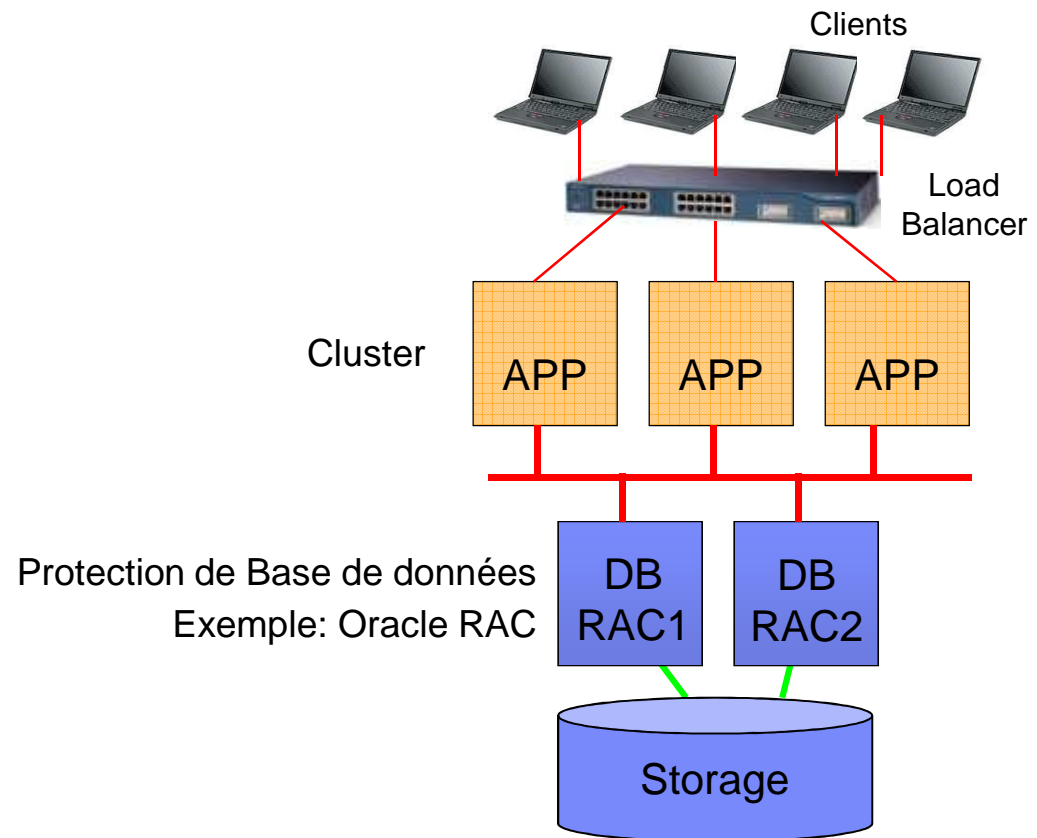 Clients
Load
Balancer
Cluster
APP
APP
APP
Protection de Base de données
Exemple: Oracle RAC
DB
RAC1
DB
RAC2
Storage